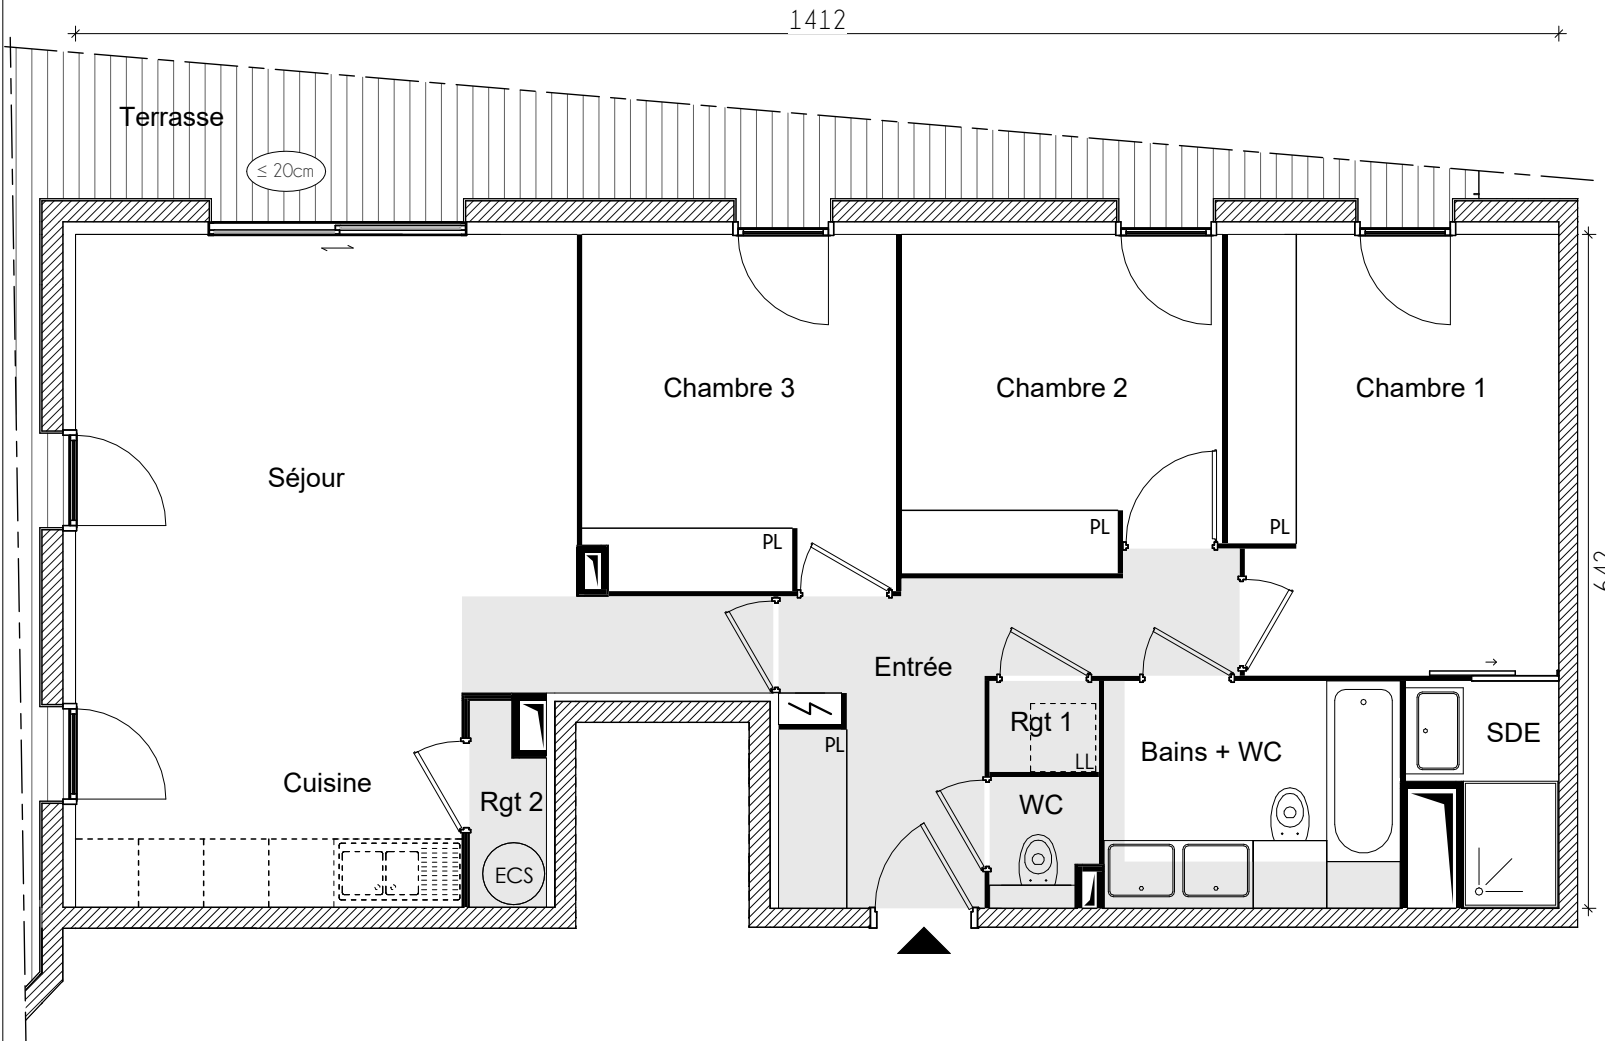 1412
Terrasse
≤ 20cm
Chambre 3
Chambre 2
Chambre 1
Séjour
PL
PL
PL
642
Entrée
Rgt 1
LL
SDE
PL
Bains + WC
Cuisine
Rgt 2
WC
ECS